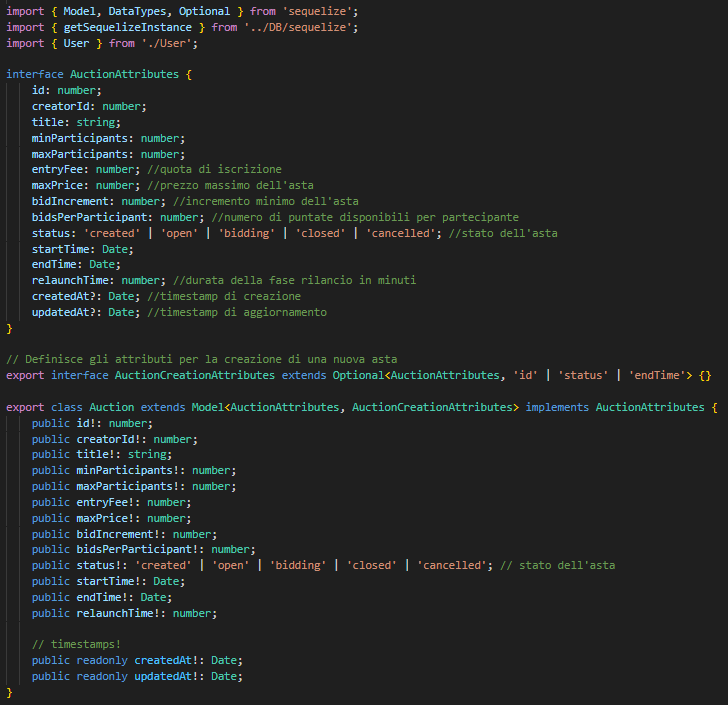 import { Model, DataTypes, Optional } from 'sequelize';
import { getSequelizeInstance } from '../DB/sequelize';
import { User } from './User';

interface AuctionAttributes {
    id: number;
    creatorId: number;
    title: string;
    minParticipants: number;
    maxParticipants: number;
    entryFee: number; //quota di iscrizione
    maxPrice: number; //prezzo massimo dell'asta
    bidIncrement: number; //incremento minimo dell'asta
    bidsPerParticipant: number; //numero di puntate disponibili per partecipante
    status: 'created' | 'open' | 'bidding' | 'closed' | 'cancelled'; //stato dell'asta
    startTime: Date;
    endTime: Date;
    relaunchTime: number; //durata della fase rilancio in minuti
    createdAt?: Date; //timestamp di creazione
    updatedAt?: Date; //timestamp di aggiornamento
}

// Definisce gli attributi per la creazione di una nuova asta
export interface AuctionCreationAttributes extends Optional<AuctionAttributes, 'id' | 'status' | 'endTime'> {}

export class Auction extends Model<AuctionAttributes, AuctionCreationAttributes> implements AuctionAttributes {
    public id!: number;
    public creatorId!: number;
    public title!: string;
    public minParticipants!: number;
    public maxParticipants!: number;
    public entryFee!: number;
    public maxPrice!: number;
    public bidIncrement!: number;
    public bidsPerParticipant!: number;
    public status!: 'created' | 'open' | 'bidding' | 'closed' | 'cancelled'; // stato dell'asta
    public startTime!: Date;
    public endTime!: Date;
    public relaunchTime!: number;

    // timestamps!
    public readonly createdAt!: Date;
    public readonly updatedAt!: Date;
}